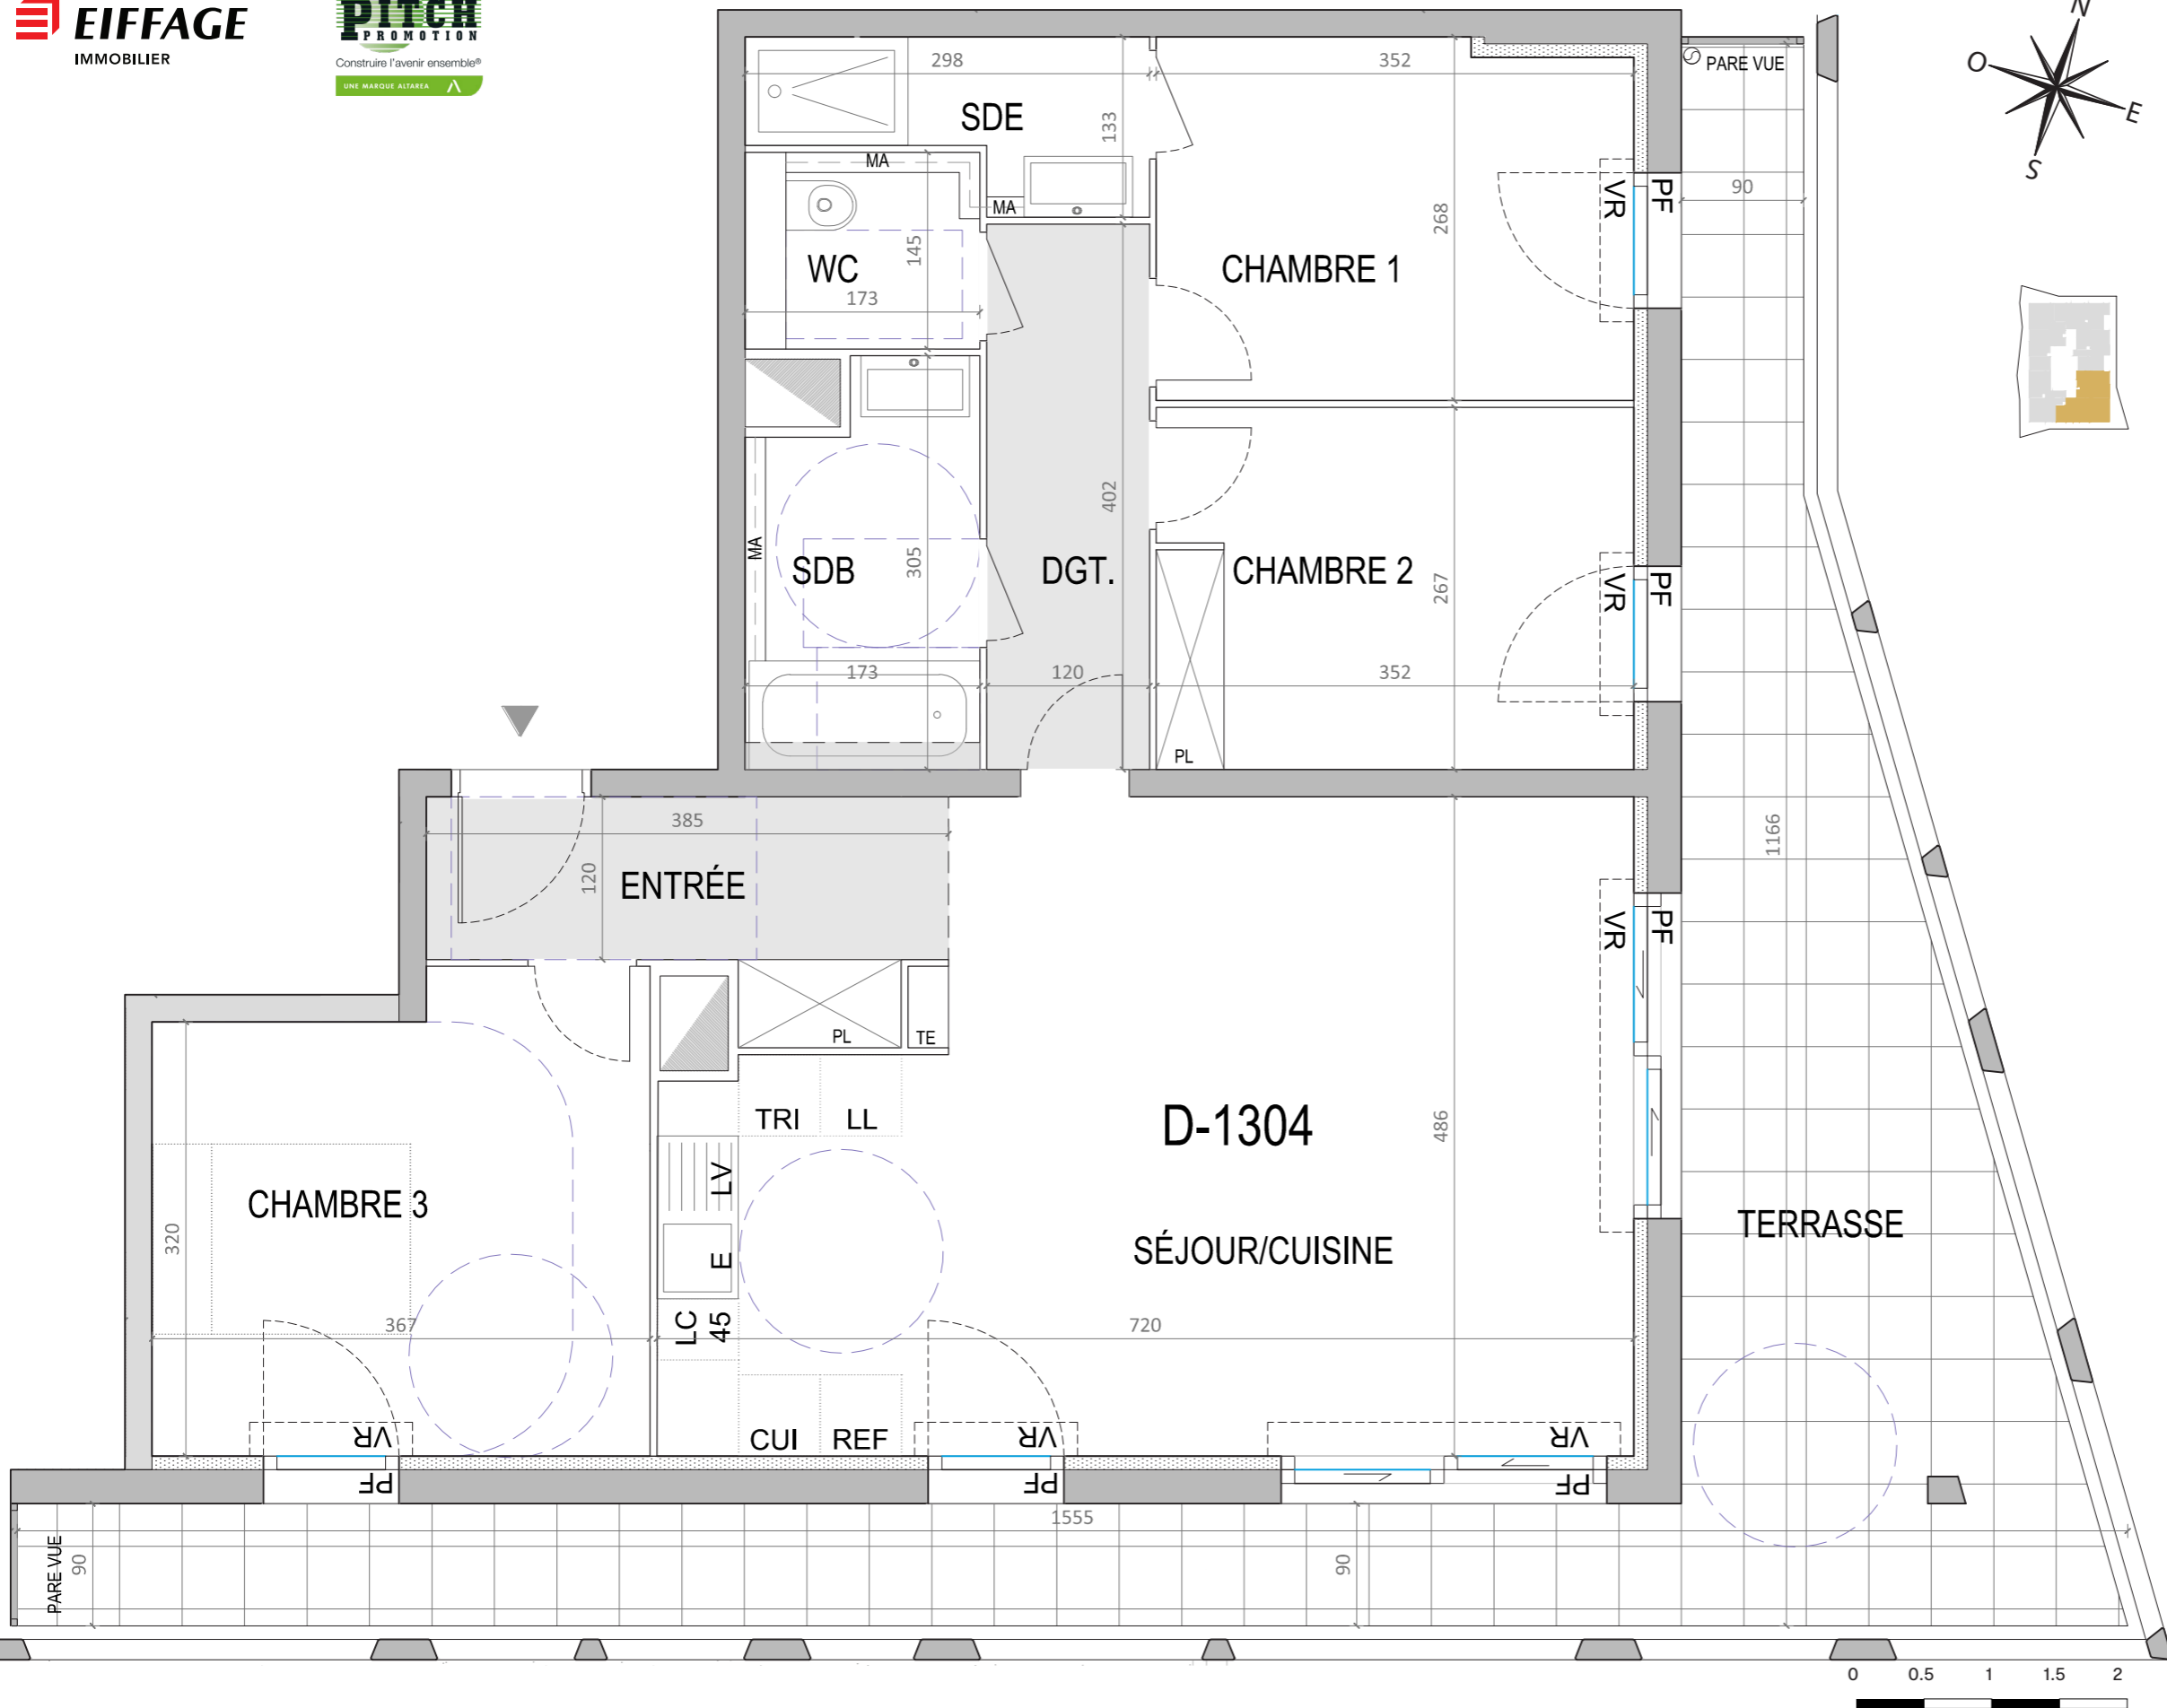 EIFFAGE
IMMOBILIER
PITCH
PROMOTION
Construire l'avenir ensemble®
UNE MARQUE ALTAREA
N
O
E
S
PARE VUE
298
352
SDE
133
MA
MA
WC
145
173
CHAMBRE 1
268
VR
PF
90
MA
SDB
305
DGT.
402
CHAMBRE 2
267
VR
PF
173
120
352
PL
385
120
ENTRÉE
1166
VR
PF
PL
TE
TRI
LL
D-1304
486
LV
CHAMBRE 3
320
TERRASSE
E
SÉJOUR/CUISINE
LC
45
367
720
CUI
REF
VR
VR
VR
PF
PF
PF
1555
PARE-VUE
90
90
0
0.5
1
1.5
2